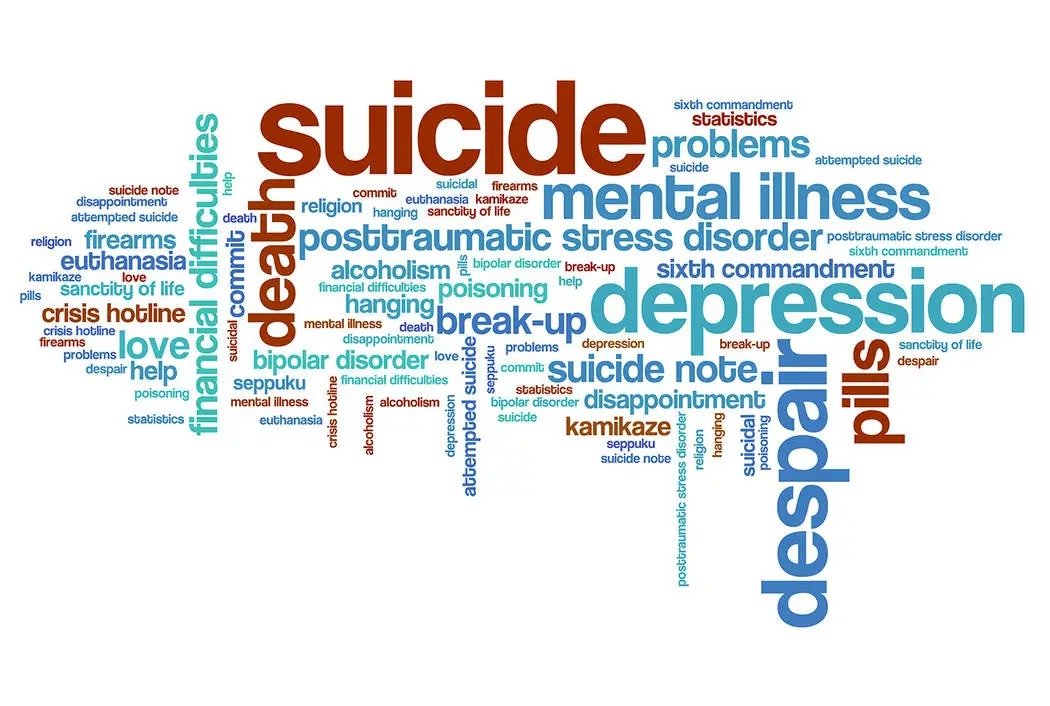 suicide
sixth commandment
statistics
problems
attempted suicide
suicide
mental illness
financial difficulties
help
suicide note
disappointment
attempted suicide
death
death
commit
religion
commit
suicidal
firearms
euthanasia
kamikaze
hanging
sanctity of life
religion
firearms
euthanasia
kamikaze
love
pills
sanctity of life
commit
posttraumatic stress disorder
posttraumatic stress disorder
sixth commandment
alcoholism
pills
bipolar disorder
break-up
sixth commandment
financial difficulties
poisoning
help
depression
hanging
crisis hotline
crisis hotline
firearms
love
problems
despair
help
poisoning
statistics
suicidal
mental illness
death
break-up
disappointment
problems
depression
break-up
sanctity of life
despair
pills
bipolar disorder
love
attempted suicide
seppuku
commit
suicide note
despair
seppuku
financial difficulties
statistics
mental illness
crisis hotline
alcoholism
alcoholism
depression
bipolar disorder
disappointment
euthanasia
suicide
kamikaze
seppuku
suicide note
posttraumatic stress disorder
religion
hanging
suicidal
poisoning